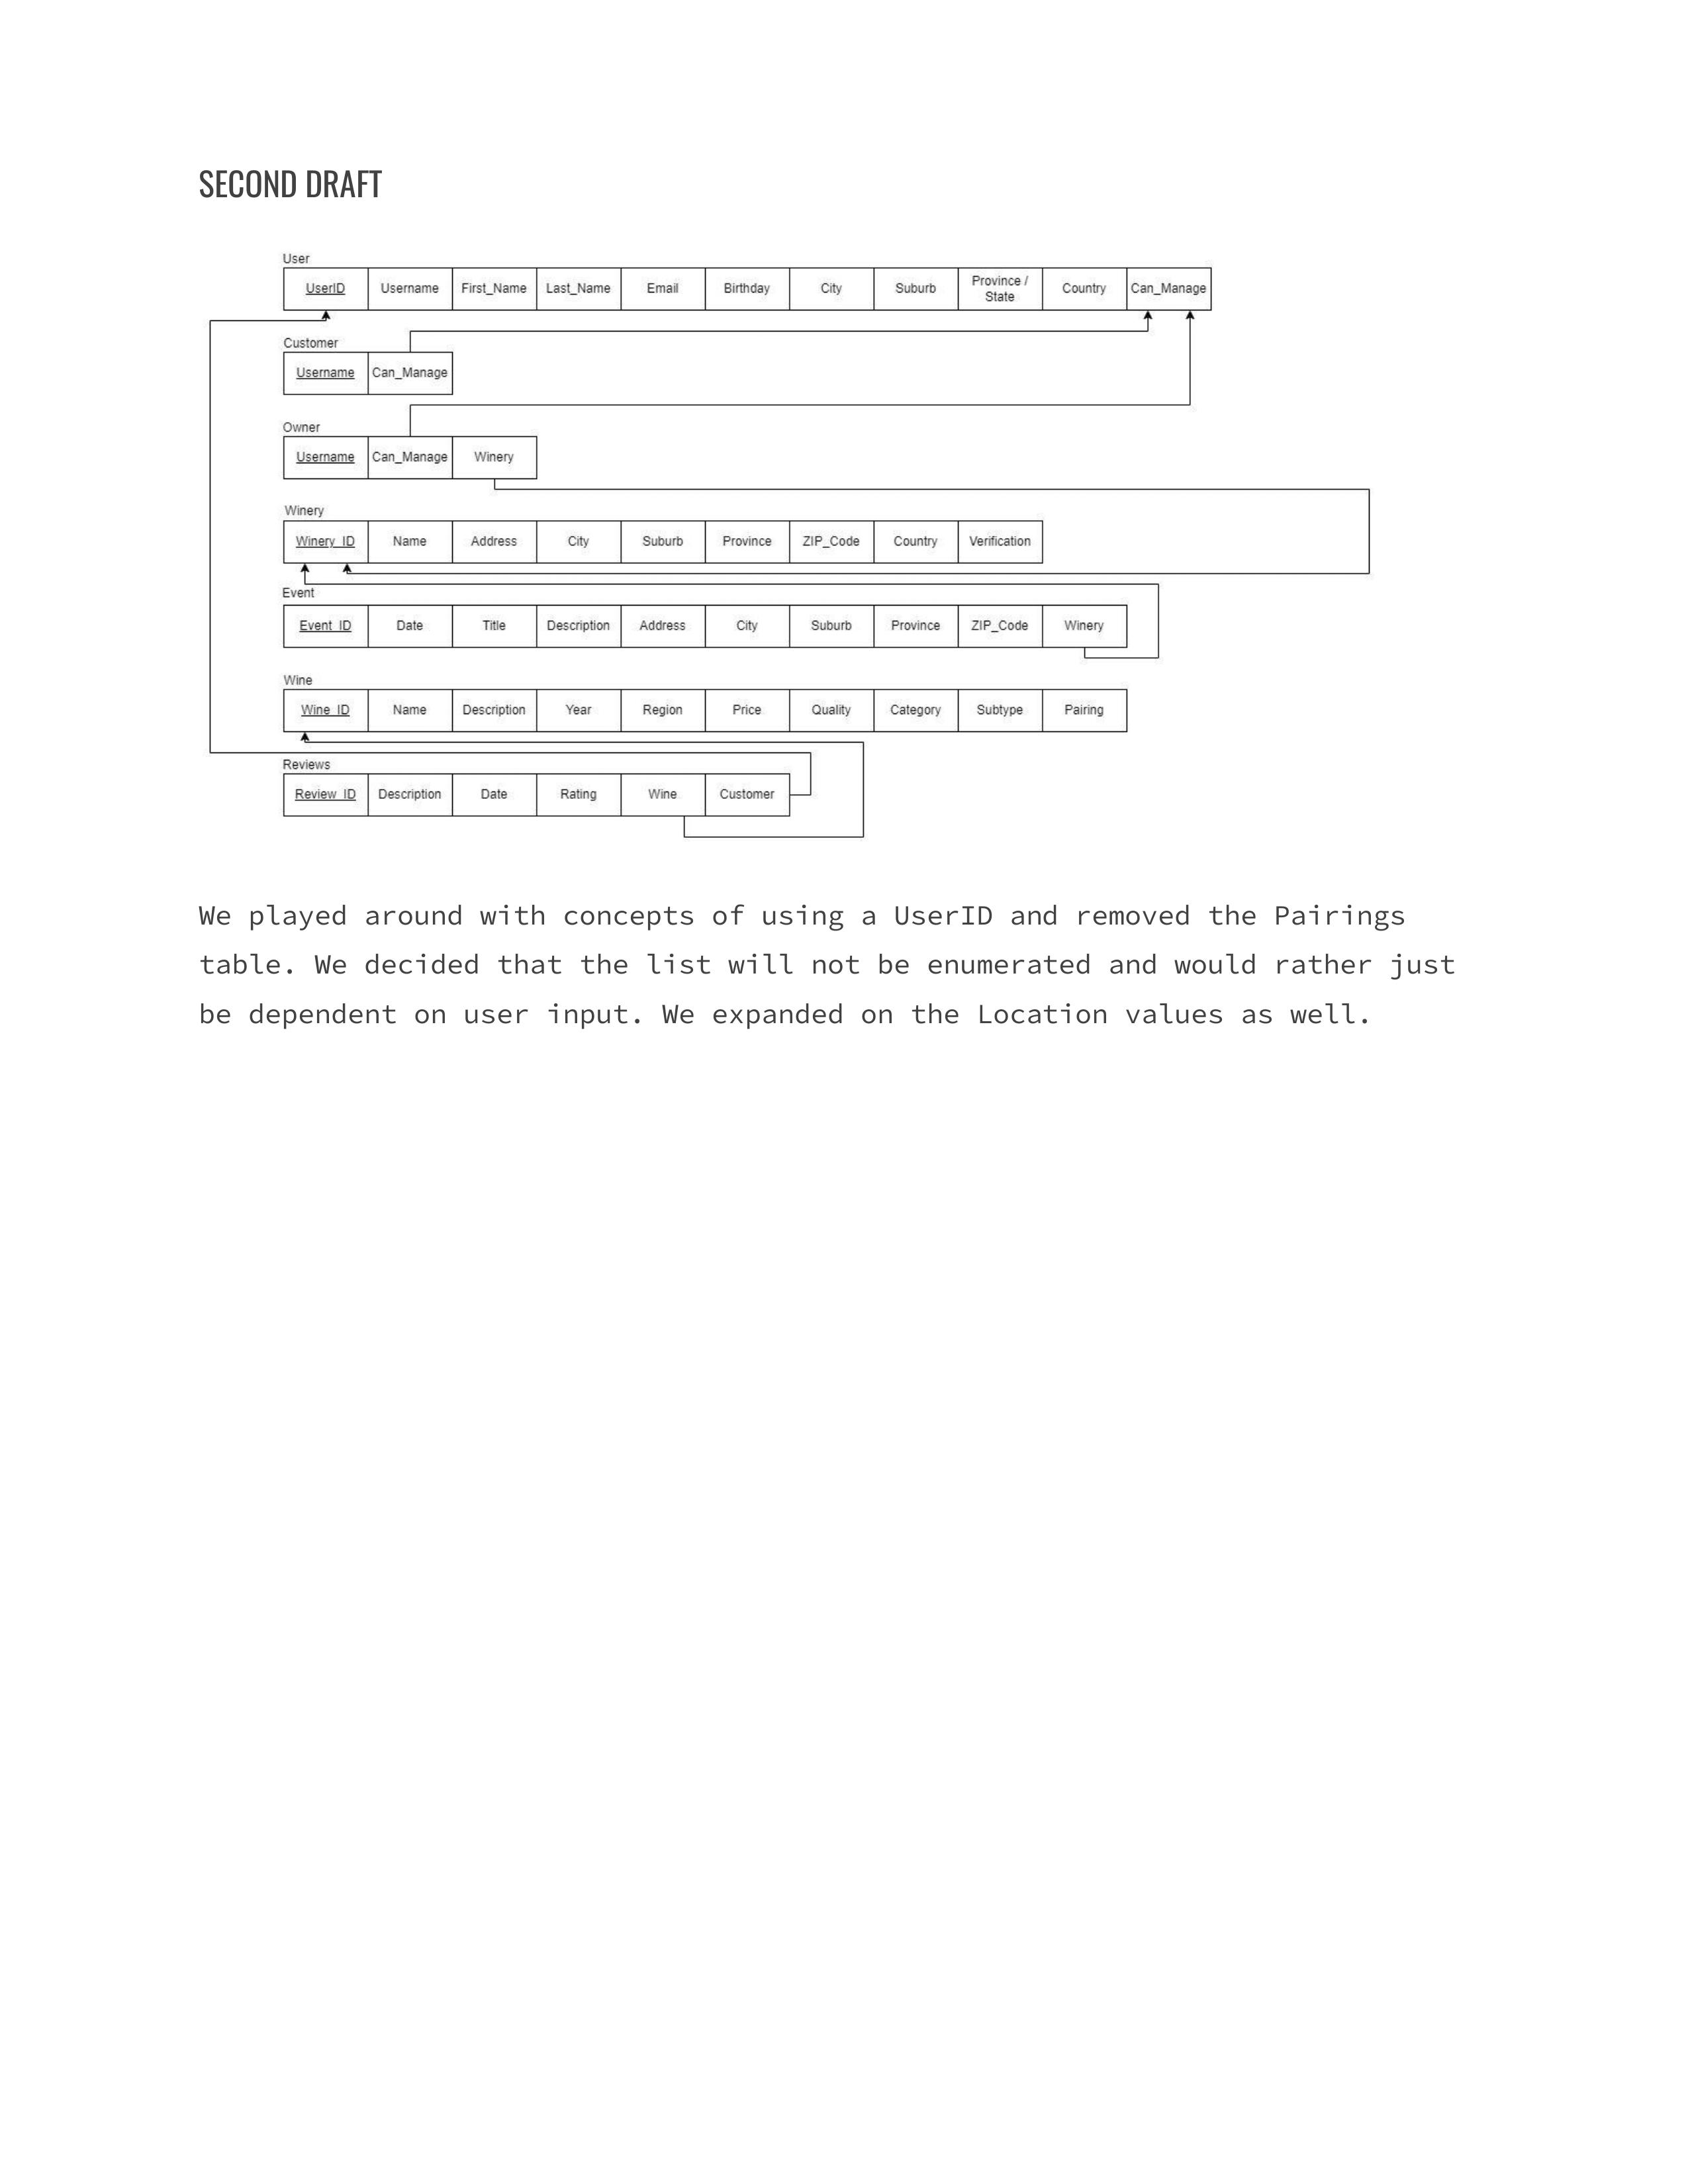 SECOND DRAFT
User
UserID Username First_Name Last_Name Email Birthday City Suburb Province / State Country Can_Manage
Customer
Username Can_Manage
Owner
Username Can_Manage Winery
Winery
Winery_ID Name Address City Suburb Province ZIP_Code Country Verification
Event
Event_ID Date Title Description Address City Suburb Province ZIP_Code Winery
Wine
Wine_ID Name Description Year Region Price Quality Category Subtype Pairing
Reviews
Review_ID Description Date Rating Wine Customer
We played around with concepts of using a UserID and removed the Pairings
table. We decided that the list will not be enumerated and would rather just
be dependent on user input. We expanded on the Location values as well.